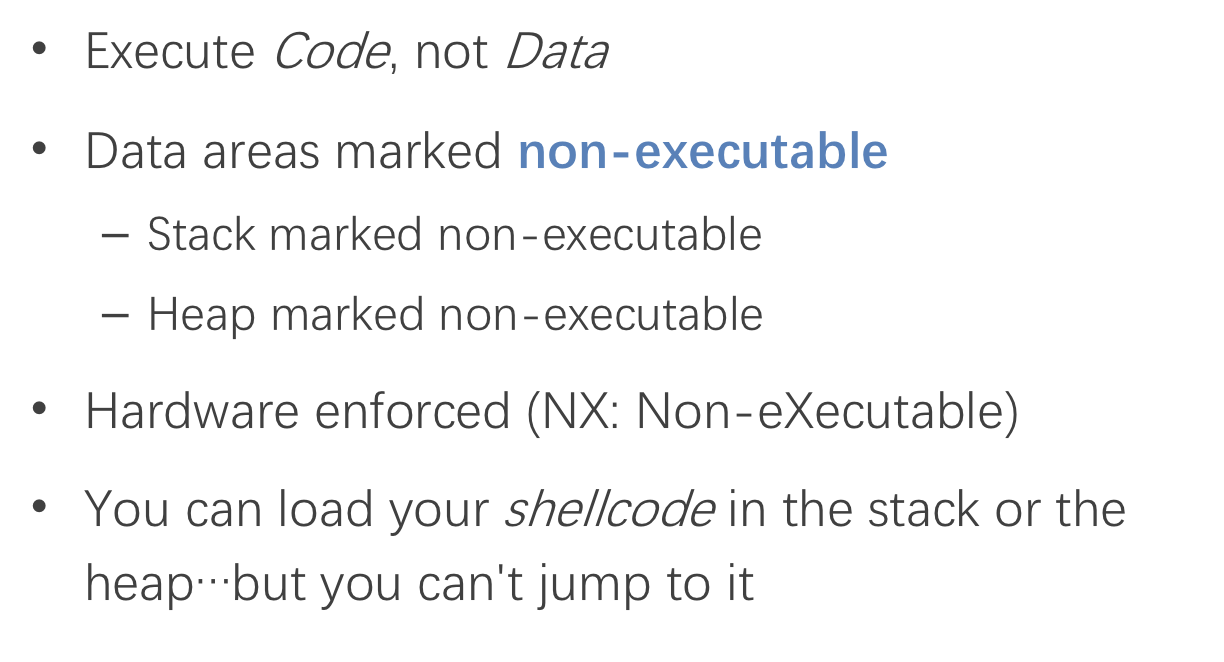 • Execute Code, not Data
• Data areas marked non-executable
– Stack marked non-executable
– Heap marked non-executable
• Hardware enforced (NX: Non-eXecutable)
• You can load your shellcode in the stack or the
heap⋯but you can't jump to it